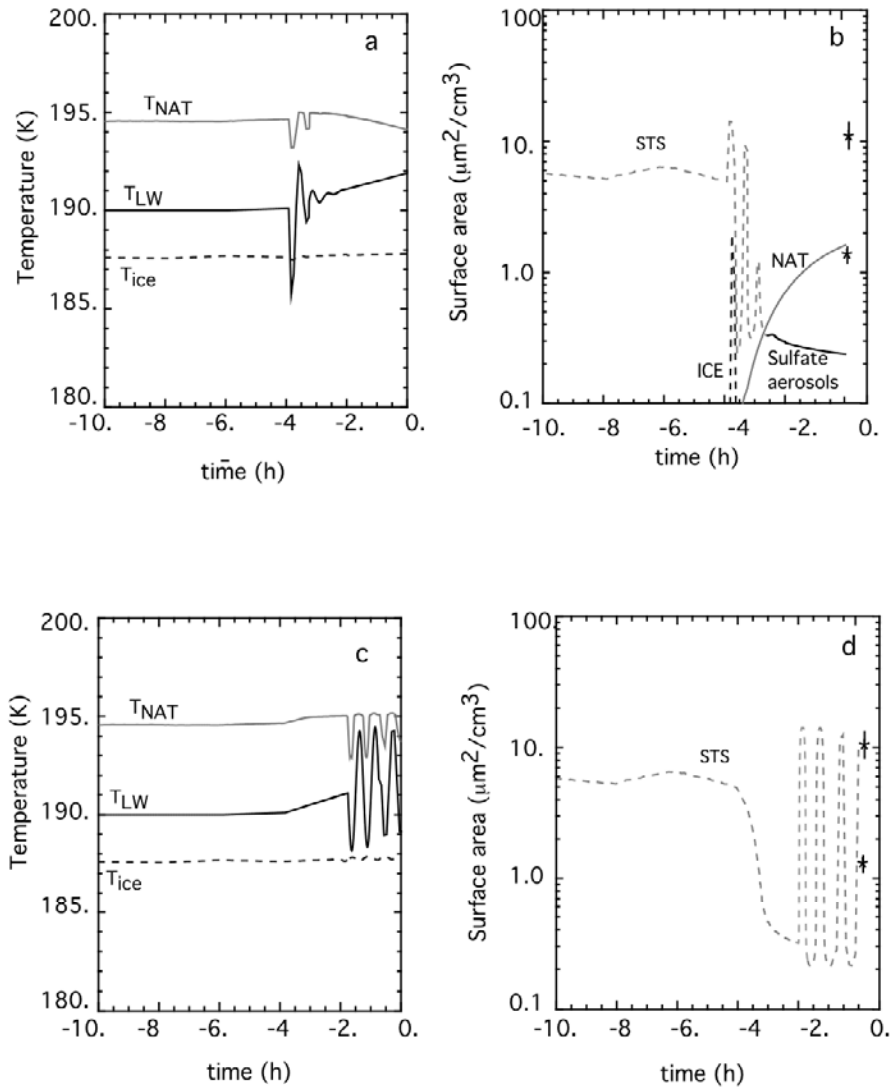 a
200.
195.
190.
185.
180.
Temperature (K)
T_NAT
T_LW
T_ice
-10. -8 -6. -4 -2. 0.
time (h)
b
100.
10.
1.0
0.1
Surface area (μm²/cm³)
STS
NAT
ICE
Sulfate
aerosols
-10. -8. -6. -4 -2. 0.
time (h)
c
200.
195.
190.
185.
180.
Temperature (K)
T_NAT
T_LW
T_ice
-10. -8 -6. -4 -2. 0.
time (h)
d
100
10.
1.0
0.1
Surface area (μm²/cm³)
STS
-10. -8. -6. -4 -2. 0.
time (h)